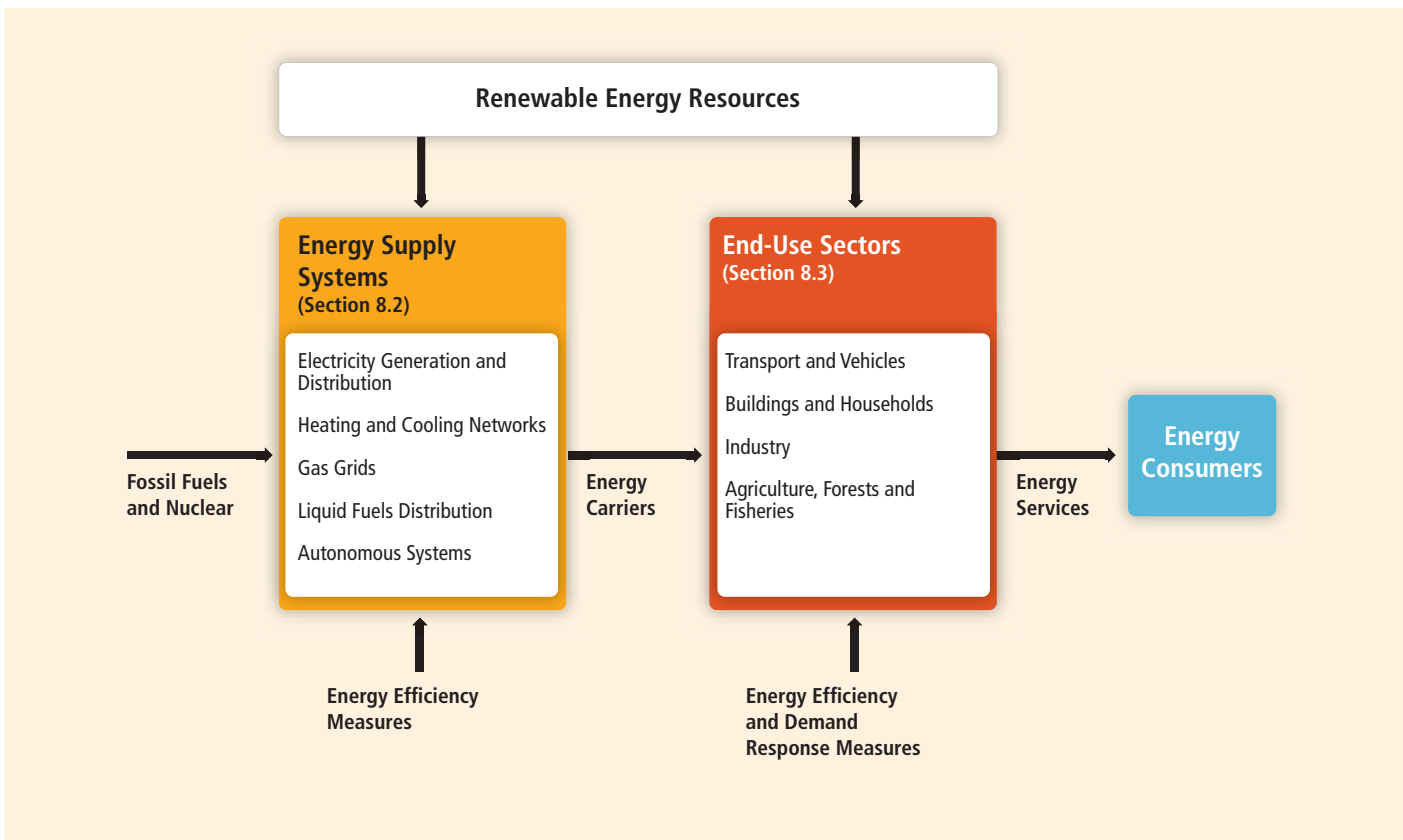 Renewable Energy Resources
Energy Supply
Systems
(Section 8.2)
Electricity Generation and
Distribution
Heating and Cooling Networks
Gas Grids
Liquid Fuels Distribution
Autonomous Systems
End-Use Sectors
(Section 8.3)
Transport and Vehicles
Buildings and Households
Industry
Agriculture, Forests and
Fisheries
Fossil Fuels
and Nuclear
Energy
Carriers
Energy
Services
Energy
Consumers
Energy Efficiency
Measures
Energy Efficiency
and Demand
Response Measures